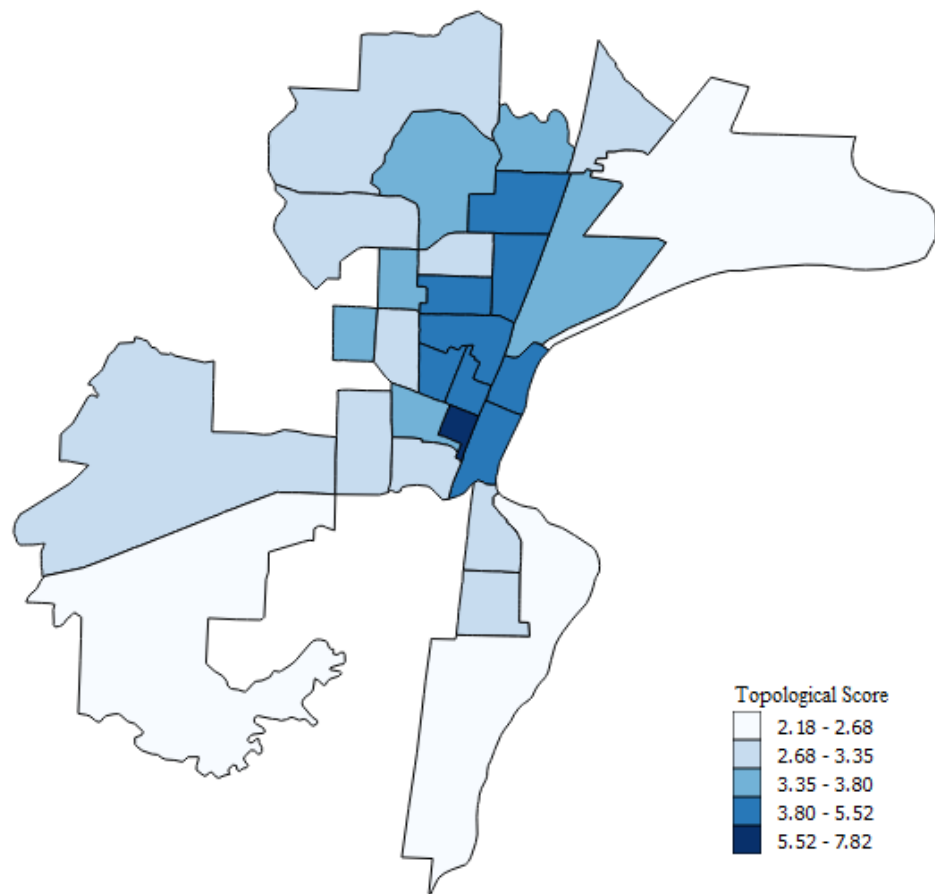 Topological Score
2.18 - 2.68
2.68 - 3.35
3.35 - 3.80
3.80 - 5.52
5.52 - 7.82